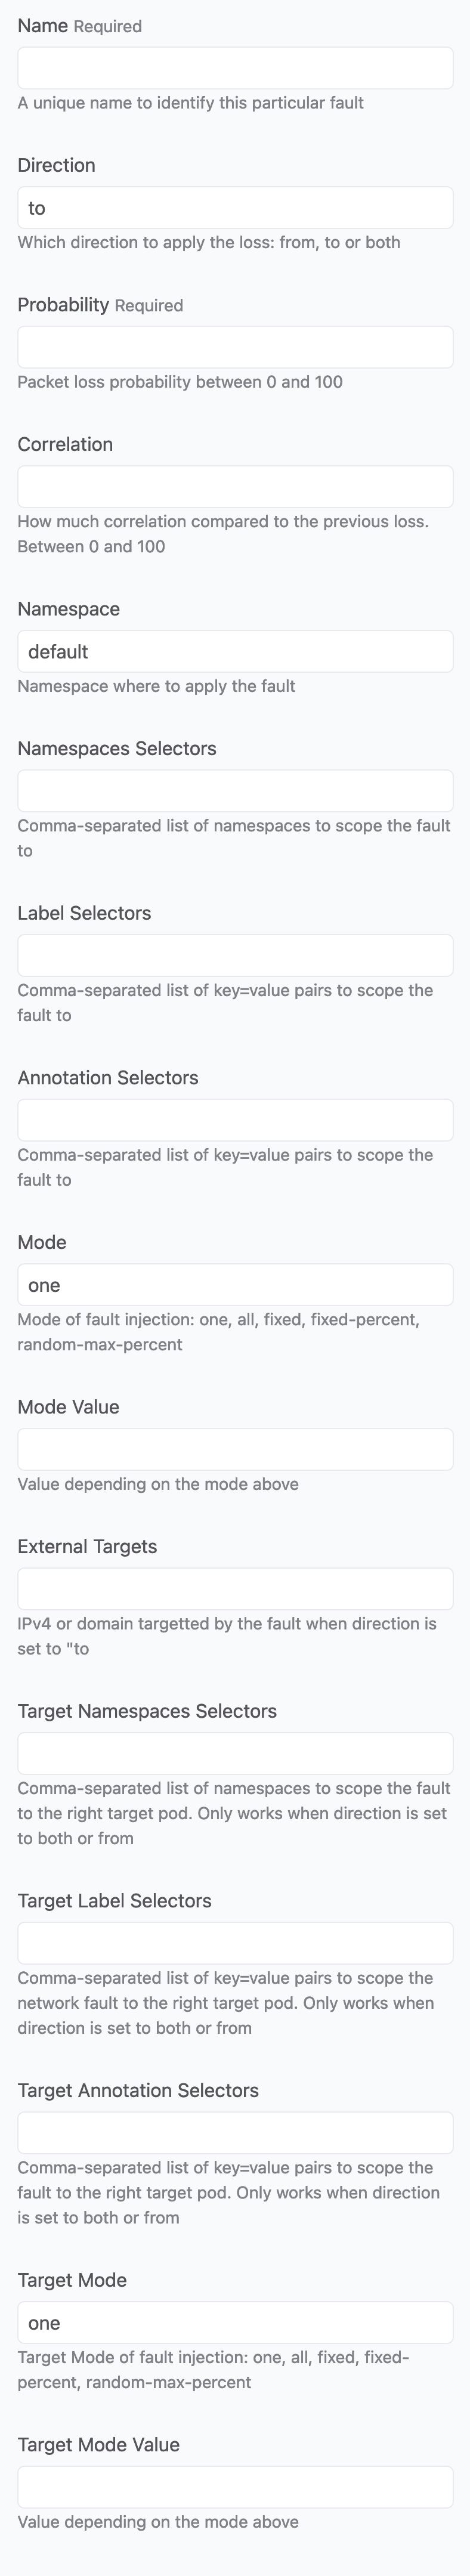 Name Required
A unique name to identify this particular fault
Direction
to
Which direction to apply the loss: from, to or both
Probability Required
Packet loss probability between 0 and 100
Correlation
How much correlation compared to the previous loss.
Between 0 and 100
Namespace
default
Namespace where to apply the fault
Namespaces Selectors
Comma-separated list of namespaces to scope the fault
to
Label Selectors
Comma-separated list of key=value pairs to scope the
fault to
Annotation Selectors
Comma-separated list of key=value pairs to scope the
fault to
Mode
one
Mode of fault injection: one, all, fixed, fixed-percent,
random-max-percent
Mode Value
Value depending on the mode above
External Targets
IPv4 or domain targetted by the fault when direction is
set to "to
Target Namespaces Selectors
Comma-separated list of namespaces to scope the fault
to the right target pod. Only works when direction is set
to both or from
Target Label Selectors
Comma-separated list of key=value pairs to scope the
network fault to the right target pod. Only works when
direction is set to both or from
Target Annotation Selectors
Comma-separated list of key=value pairs to scope the
fault to the right target pod. Only works when direction
is set to both or from
Target Mode
one
Target Mode of fault injection: one, all, fixed, fixed-
percent, random-max-percent
Target Mode Value
Value depending on the mode above